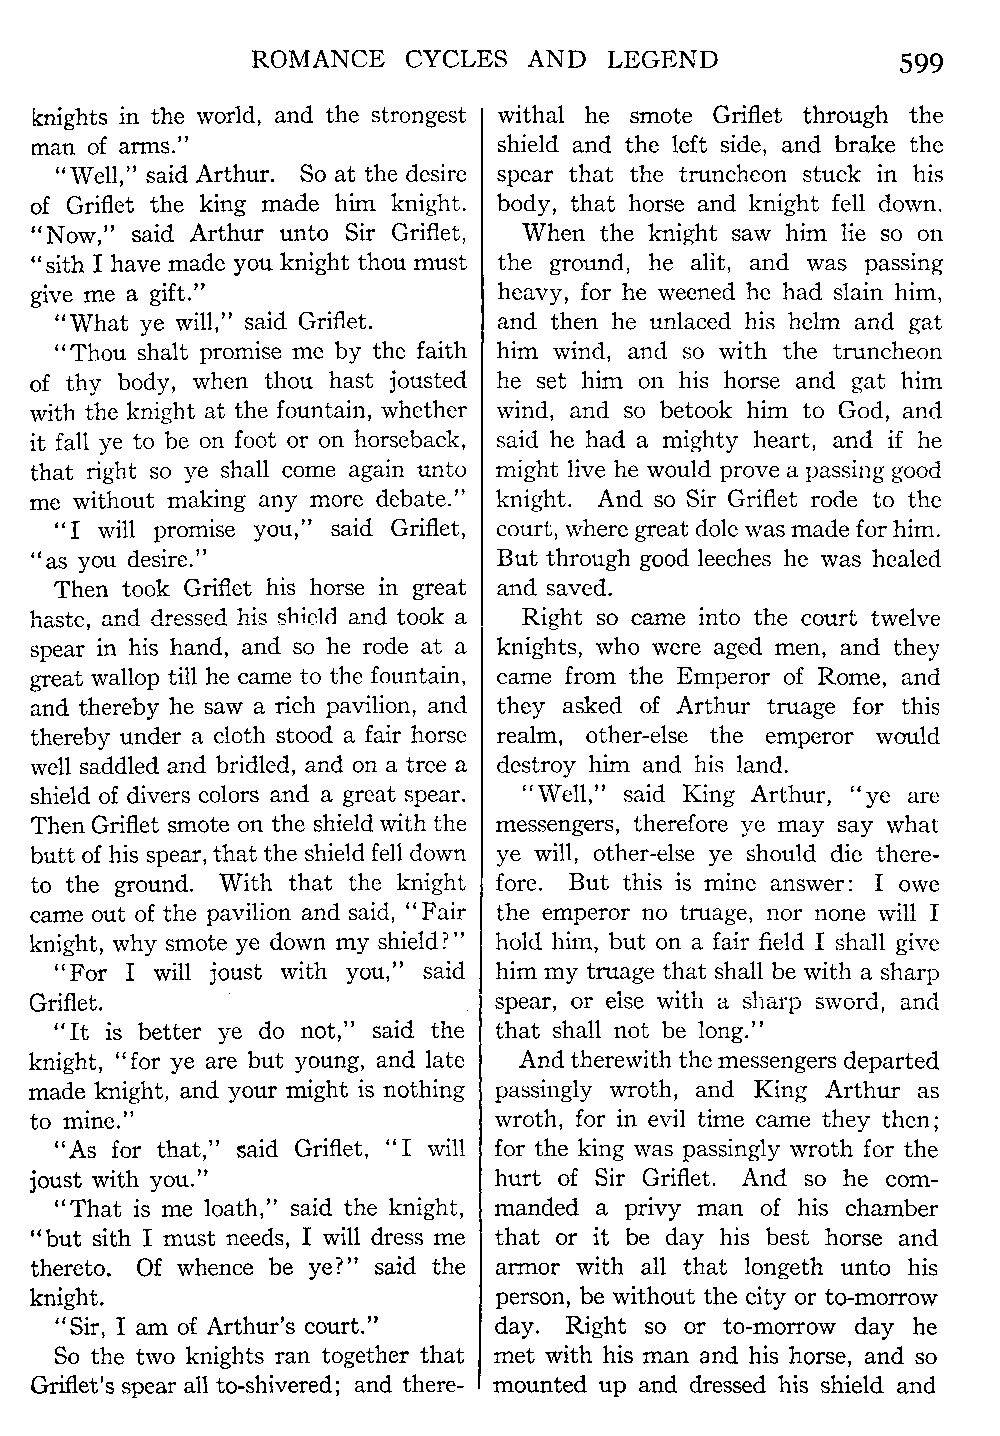 ROMANCE CYCLES AND LEGEND 599
knights in the world, and the strongest
man of arms."
"Well," said Arthur. So at the desire
of Griflet the king made him knight.
"Now," said Arthur unto Sir Griflet,
"sith I have made you knight thou must
give me a gift."
"What ye will," said Griflet.
"Thou shalt promise me by the faith
of thy body, when thou hast jousted
with the knight at the fountain, whether
it fall ye to be on foot or on horseback,
that right so ye shall come again unto
me without making any more debate."
"I will promise you," said Griflet,
"as you desire."
Then took Griflet his horse in great
haste, and dressed his shield and took a
spear in his hand, and so he rode at a
great wallop till he came to the fountain,
and thereby he saw a rich pavilion, and
thereby under a cloth stood a fair horse
well saddled and bridled, and on a tree a
shield of divers colors and a great spear.
Then Griflet smote on the shield with the
butt of his spear, that the shield fell down
to the ground. With that the knight
came out of the pavilion and said, "Fair
knight, why smote ye down my shield?"
"For I will joust with you," said
Griflet.
"It is better ye do not," said the
knight, "for ye are but young, and late
made knight, and your might is nothing
to mine."
"As for that," said Griflet, "I will
joust with you."
"That is me loath," said the knight,
"but sith I must needs, I will dress me
thereto. Of whence be ye?" said the
knight.
"Sir, I am of Arthur's court."
So the two knights ran together that
Griflet's spear all to-shivered; and there-
withal he smote Griflet through the
shield and the left side, and brake the
spear that the truncheon stuck in his
body, that horse and knight fell down.
When the knight saw him lie so on
the ground, he alit, and was passing
heavy, for he weened he had slain him,
and then he unlaced his helm and gat
him wind, and so with the truncheon
he set him on his horse and gat him
wind, and so betook him to God, and
said he had a mighty heart, and if he
might live he would prove a passing good
knight. And so Sir Griflet rode to the
court, where great dole was made for him.
But through good leeches he was healed
and saved.
Right so came into the court twelve
knights, who were aged men, and they
came from the Emperor of Rome, and
they asked of Arthur truage for this
realm, other-else the emperor would
destroy him and his land.
"Well," said King Arthur, "ye are
messengers, therefore ye may say what
ye will, other-else ye should die there-
fore. But this is mine answer: I owe
the emperor no truage, nor none will I
hold him, but on a fair field I shall give
him my truage that shall be with a sharp
spear, or else with a sharp sword, and
that shall not be long."
And therewith the messengers departed
passingly wroth, and King Arthur as
wroth, for in evil time came they then;
for the king was passingly wroth for the
hurt of Sir Griflet. And so he com-
manded a privy man of his chamber
that or it be day his best horse and
armor with all that longeth unto his
person, be without the city or to-morrow
day. Right so or to-morrow day he
met with his man and his horse, and so
mounted up and dressed his shield and